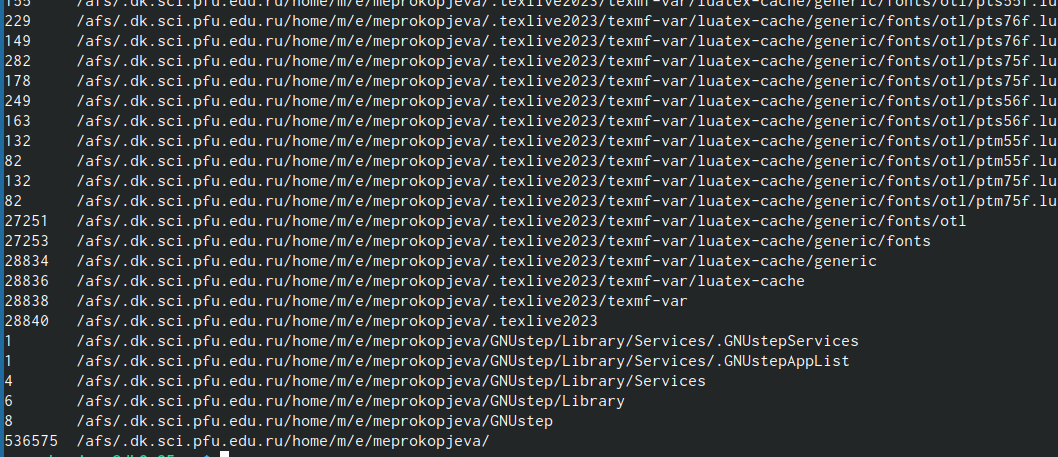 155 /afs/.dk.sci.pfu.edu.ru/home/m/e/meprokopjeva/.texlive2023/texmf-var/luatex-cache/generic/fonts/otl/pts55f.lu
229 /afs/.dk.sci.pfu.edu.ru/home/m/e/meprokopjeva/.texlive2023/texmf-var/luatex-cache/generic/fonts/otl/pts76f.lu
149 /afs/.dk.sci.pfu.edu.ru/home/m/e/meprokopjeva/.texlive2023/texmf-var/luatex-cache/generic/fonts/otl/pts76f.lu
282 /afs/.dk.sci.pfu.edu.ru/home/m/e/meprokopjeva/.texlive2023/texmf-var/luatex-cache/generic/fonts/otl/pts75f.lu
178 /afs/.dk.sci.pfu.edu.ru/home/m/e/meprokopjeva/.texlive2023/texmf-var/luatex-cache/generic/fonts/otl/pts75f.lu
249 /afs/.dk.sci.pfu.edu.ru/home/m/e/meprokopjeva/.texlive2023/texmf-var/luatex-cache/generic/fonts/otl/pts56f.lu
163 /afs/.dk.sci.pfu.edu.ru/home/m/e/meprokopjeva/.texlive2023/texmf-var/luatex-cache/generic/fonts/otl/pts56f.lu
132 /afs/.dk.sci.pfu.edu.ru/home/m/e/meprokopjeva/.texlive2023/texmf-var/luatex-cache/generic/fonts/otl/ptm55f.lu
82 /afs/.dk.sci.pfu.edu.ru/home/m/e/meprokopjeva/.texlive2023/texmf-var/luatex-cache/generic/fonts/otl/ptm55f.lu
132 /afs/.dk.sci.pfu.edu.ru/home/m/e/meprokopjeva/.texlive2023/texmf-var/luatex-cache/generic/fonts/otl/ptm75f.lu
82 /afs/.dk.sci.pfu.edu.ru/home/m/e/meprokopjeva/.texlive2023/texmf-var/luatex-cache/generic/fonts/otl/ptm75f.lu
27251 /afs/.dk.sci.pfu.edu.ru/home/m/e/meprokopjeva/.texlive2023/texmf-var/luatex-cache/generic/fonts/otl
27253 /afs/.dk.sci.pfu.edu.ru/home/m/e/meprokopjeva/.texlive2023/texmf-var/luatex-cache/generic/fonts
28834 /afs/.dk.sci.pfu.edu.ru/home/m/e/meprokopjeva/.texlive2023/texmf-var/luatex-cache/generic
28836 /afs/.dk.sci.pfu.edu.ru/home/m/e/meprokopjeva/.texlive2023/texmf-var/luatex-cache
28838 /afs/.dk.sci.pfu.edu.ru/home/m/e/meprokopjeva/.texlive2023/texmf-var
28840 /afs/.dk.sci.pfu.edu.ru/home/m/e/meprokopjeva/.texlive2023
1 /afs/.dk.sci.pfu.edu.ru/home/m/e/meprokopjeva/GNUstep/Library/Services/.GNUstepServices
1 /afs/.dk.sci.pfu.edu.ru/home/m/e/meprokopjeva/GNUstep/Library/Services/.GNUstepAppList
4 /afs/.dk.sci.pfu.edu.ru/home/m/e/meprokopjeva/GNUstep/Library/Services
6 /afs/.dk.sci.pfu.edu.ru/home/m/e/meprokopjeva/GNUstep/Library
8 /afs/.dk.sci.pfu.edu.ru/home/m/e/meprokopjeva/GNUstep
536575 /afs/.dk.sci.pfu.edu.ru/home/m/e/meprokopjeva/